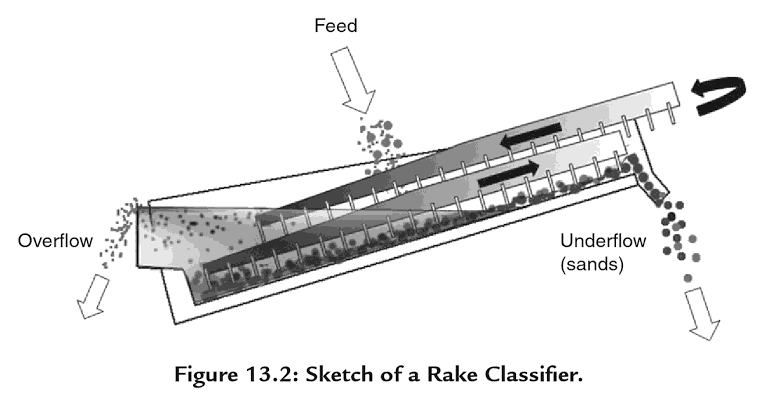 Feed
Overflow
Underflow
(sands)
Figure 13.2: Sketch of a Rake Classifier.